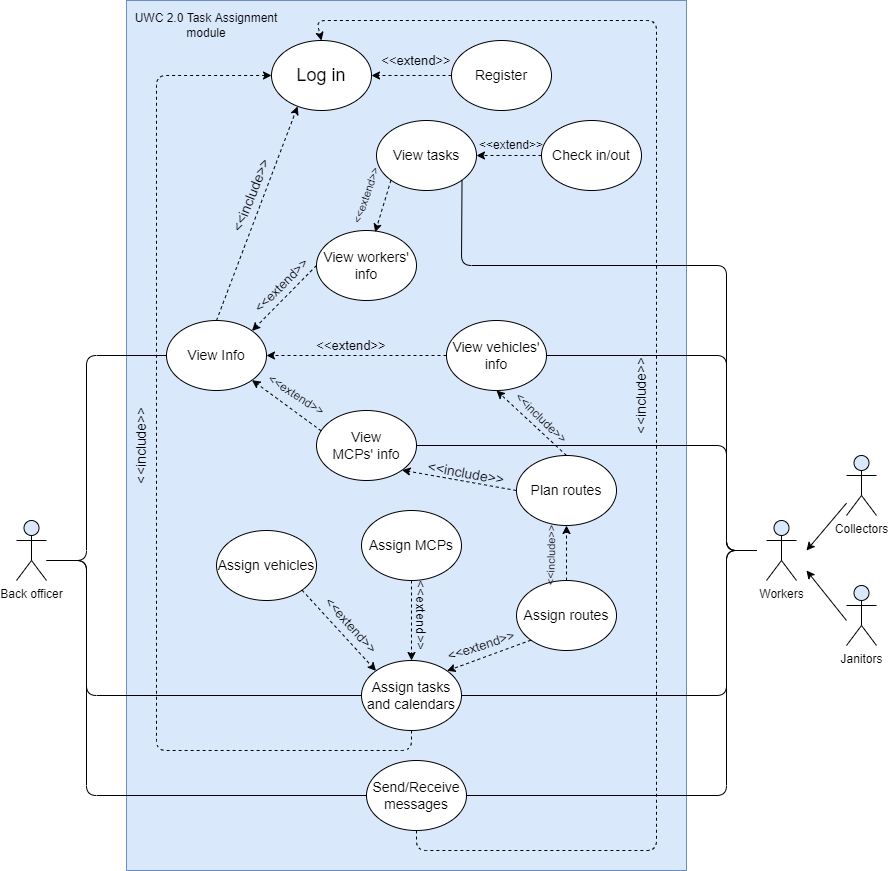 UWC 2.0 Task Assignment
module
Log in
<<extend>>
Register
View tasks
<<extend>>
Check in/out
<<include>>
<<extend>>
View workers'
info
<<extend>>
View Info
<<extend>>
View vehicles'
info
<<extend>>
<<include>>
<<include>>
<<include>>
View
MCPs' info
<<include>>
Plan routes
Assign vehicles
Assign MCPs
<<include>>
Collectors
Back officer
Workers
<<extend>>
<<extend>>
Assign routes
<<extend>>
Janitors
Assign tasks
and calendars
Send/Receive
messages